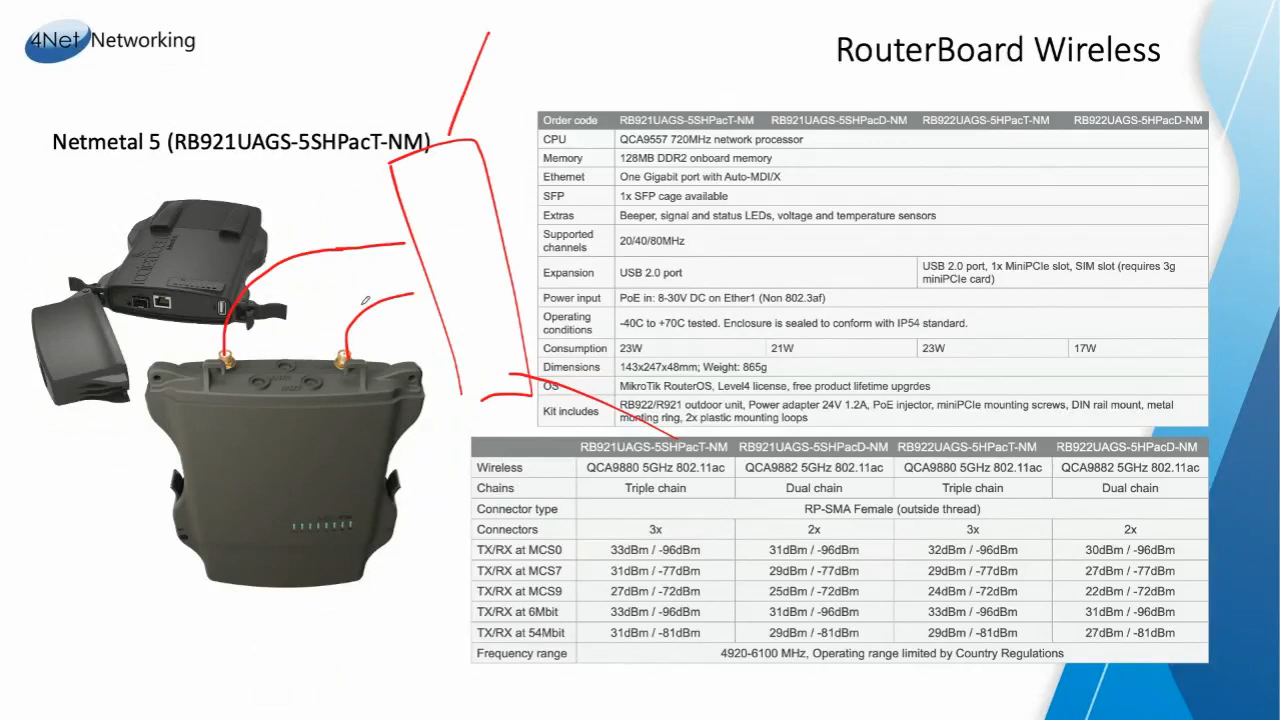 4Net Networking
RouterBoard Wireless
Netmetal 5 (RB921UAGS-5SHPacT-NM)
Order code RB921UAGS-5SHPacT-NM RB921UAGS-5SHPacD-NM RB922UAGS-5HPacT-NM RB922UAGS-5HPacD-NM
CPU QCA9557 720MHz network processor
Memory 128MB DDR2 onboard memory
Ethernet One Gigabit port with Auto-MDI/X
SFP 1x SFP cage available
Extras Beeper, signal and status LEDs, voltage and temperature sensors
Supported
channels 20/40/80MHz
Expansion USB 2.0 port USB 2.0 port, 1x MiniPCIe slot, SIM slot (requires 3g
miniPCIe card)
Power input PoE in: 8-30V DC on Ether1 (Non 802.3af)
Operating
conditions -40C to +70C tested. Enclosure is sealed to conform with IP54 standard.
Consumption 23W 21W 23W 17W
Dimensions 143x247x48mm; Weight: 865g
OS MikroTik RouterOS, Level4 license, free product lifetime upgrdes
Kit includes RB922/R921 outdoor unit, Power adapter 24V 1.2A, PoE injector, miniPCIe mounting screws, DIN rail mount, metal
monting ring, 2x plastic mounting loops
RB921UAGS-5SHPacT-NM RB921UAGS-5SHPacD-NM RB922UAGS-5HPacT-NM RB922UAGS-5HPacD-NM
Wireless QCA9880 5GHz 802.11ac QCA9882 5GHz 802.11ac QCA9880 5GHz 802.11ac QCA9882 5GHz 802.11ac
Chains Triple chain Dual chain Triple chain Dual chain
Connector type RP-SMA Female (outside thread)
Connectors 3x 2x 3x 2x
TX/RX at MCS0 33dBm / -96dBm 31dBm / -96dBm 32dBm / -96dBm 30dBm / -96dBm
TX/RX at MCS7 31dBm / -77dBm 29dBm / -77dBm 29dBm / -77dBm 27dBm / -77dBm
TX/RX at MCS9 27dBm / -72dBm 25dBm / -72dBm 24dBm / -72dBm 22dBm / -72dBm
TX/RX at 6Mbit 33dBm / -96dBm 31dBm / -96dBm 33dBm / -96dBm 31dBm / -96dBm
TX/RX at 54Mbit 31dBm / -81dBm 29dBm / -81dBm 29dBm / -81dBm 27dBm / -81dBm
Frequency range 4920-6100 MHz, Operating range limited by Country Regulations